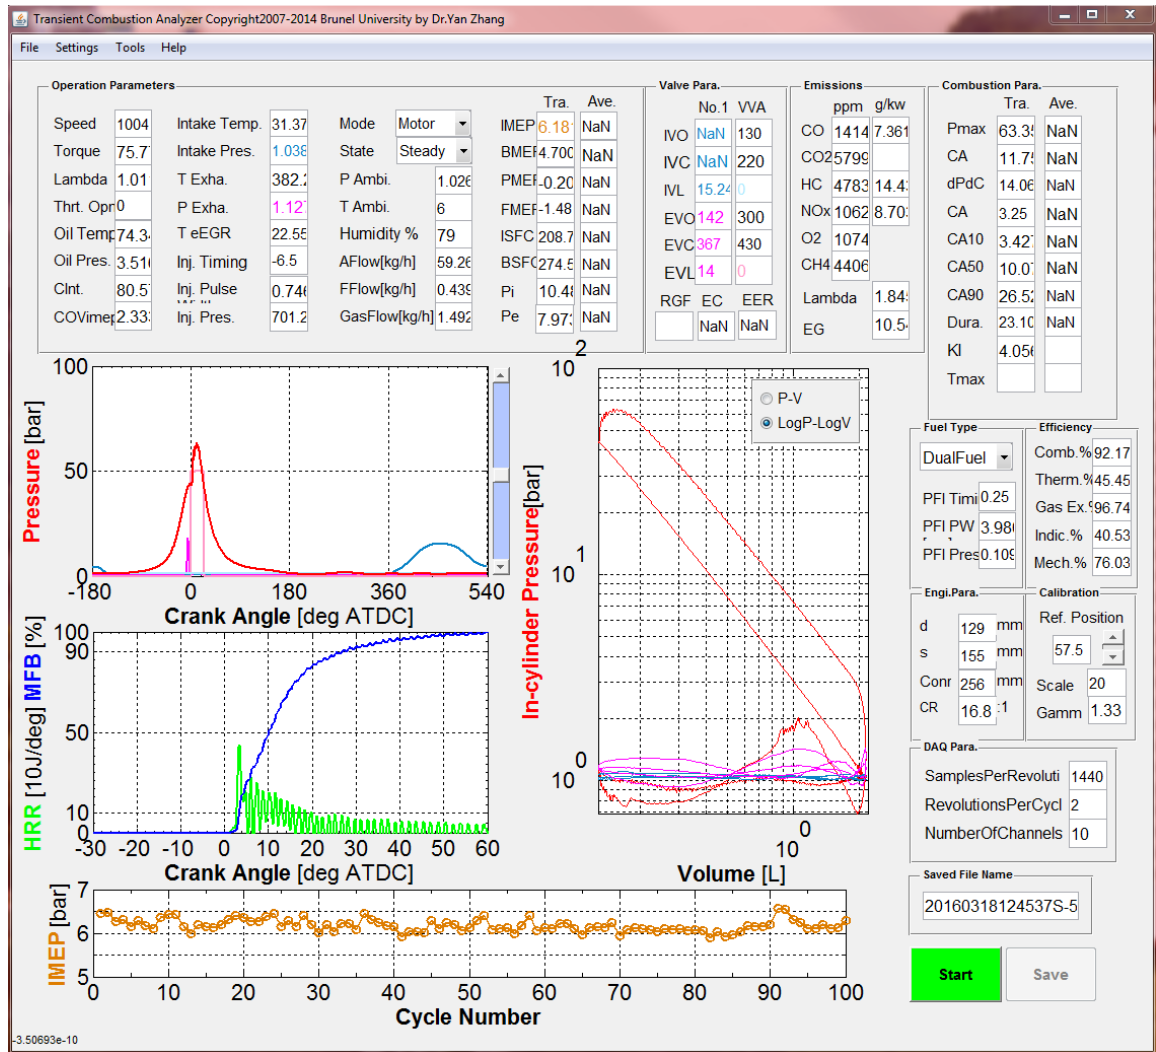 Transient Combustion Analyzer Copyright2007-2014 Brunel University by Dr.Yan Zhang
File Settings Tools Help
Operation Parameters
Speed 1004
Torque 75.7
Lambda 1.01
Thrt. Opr 0
Oil Temp 74.3
Oil Pres. 3.51
Clnt. 80.5
COVimep 2.33
Intake Temp. 31.37
Intake Pres. 1.038
T Exha. 382.
P Exha. 1.12
T eEGR 22.55
Inj. Timing -6.5
Inj. Pulse 0.746
Inj. Pres. 701.2
Mode Motor
State Steady
P Ambi. 1.026
T Ambi. 6
Humidity % 79
AFlow[kg/h] 59.26
FFlow[kg/h] 0.439
GasFlow[kg/h] 1.492
Tra. Ave.
IMEP 6.18 NaN
BMEF 4.700 NaN
PMEF -0.20 NaN
FMEF -1.48 NaN
ISFC 208.7 NaN
BSFC 274.5 NaN
Pi 10.48 NaN
Pe 7.97 NaN
Valve Para.
No.1 VVA
IVO NaN 130
IVC NaN 220
IVL 15.24 0
EVO 142 300
EVC 367 430
EVL 14 0
RGF EC EER
NaN NaN
Emissions
ppm g/kw
CO 1414 7.361
CO2 5799
HC 4783 14.4
NOx 1062 8.70
O2 1074
CH4 4406
Lambda 1.84
EG 10.5
Combustion Para.
Tra. Ave.
Pmax 63.3 NaN
CA 11.7 NaN
dPdC 14.06 NaN
CA 3.25 NaN
CA10 3.42 NaN
CA50 10.0 NaN
CA90 26.5 NaN
Dura. 23.10 NaN
KI 4.056
Tmax
100
50
0
-180 0 180 360 540
Pressure [bar]
Crank Angle [deg ATDC]
HRR [10J/deg] MFB [%]
100
90
50
10
0
-30 -20 -10 0 10 20 30 40 50 60
Crank Angle [deg ATDC]
In-cylinder Pressure[bar]
10 2
10 1
10 0
P-V
LogP-LogV
10 0
Volume [L]
Fuel Type
DualFuel
PFI Timi 0.25
PFI PW 3.98
PFI Pres 0.109
Efficiency
Comb.% 92.17
Therm.% 45.45
Gas Ex.% 96.74
Indic.% 40.53
Mech.% 76.03
Engi.Para.
d 129 mm
s 155 mm
Conr 256 mm
CR 16.8 :1
Calibration
Ref. Position
57.5
Scale 20
Gamm 1.33
DAQ Para.
SamplesPerRevoluti 1440
RevolutionsPerCycl 2
NumberOfChannels 10
Saved File Name
20160318124537S-5
Start Save
IMEP [bar]
7
6
5
0 10 20 30 40 50 60 70 80 90 100
Cycle Number
-3.50693e-10